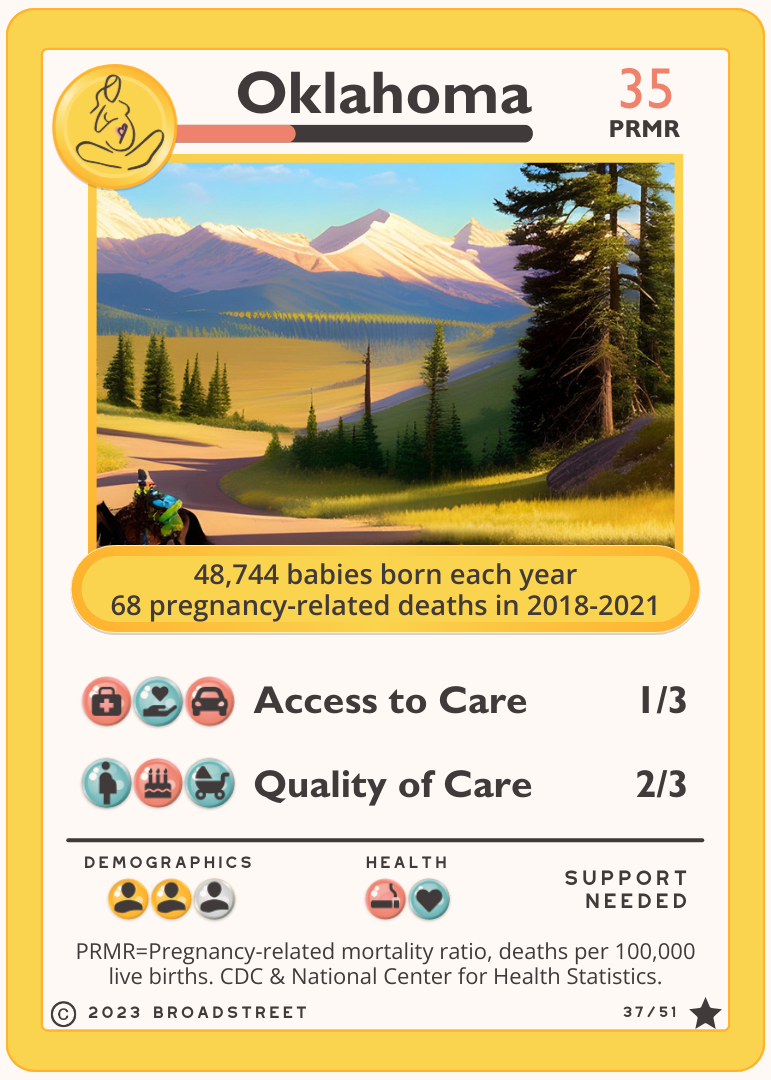 Oklahoma
35
PRMR
48,744 babies born each year
68 pregnancy-related deaths in 2018-2021
Access to Care 1/3
Quality of Care 2/3
DEMOGRAPHICS
HEALTH
SUPPORT
NEEDED
PRMR=Pregnancy-related mortality ratio, deaths per 100,000
live births. CDC & National Center for Health Statistics.
© 2023 BROADSTREET 37/51